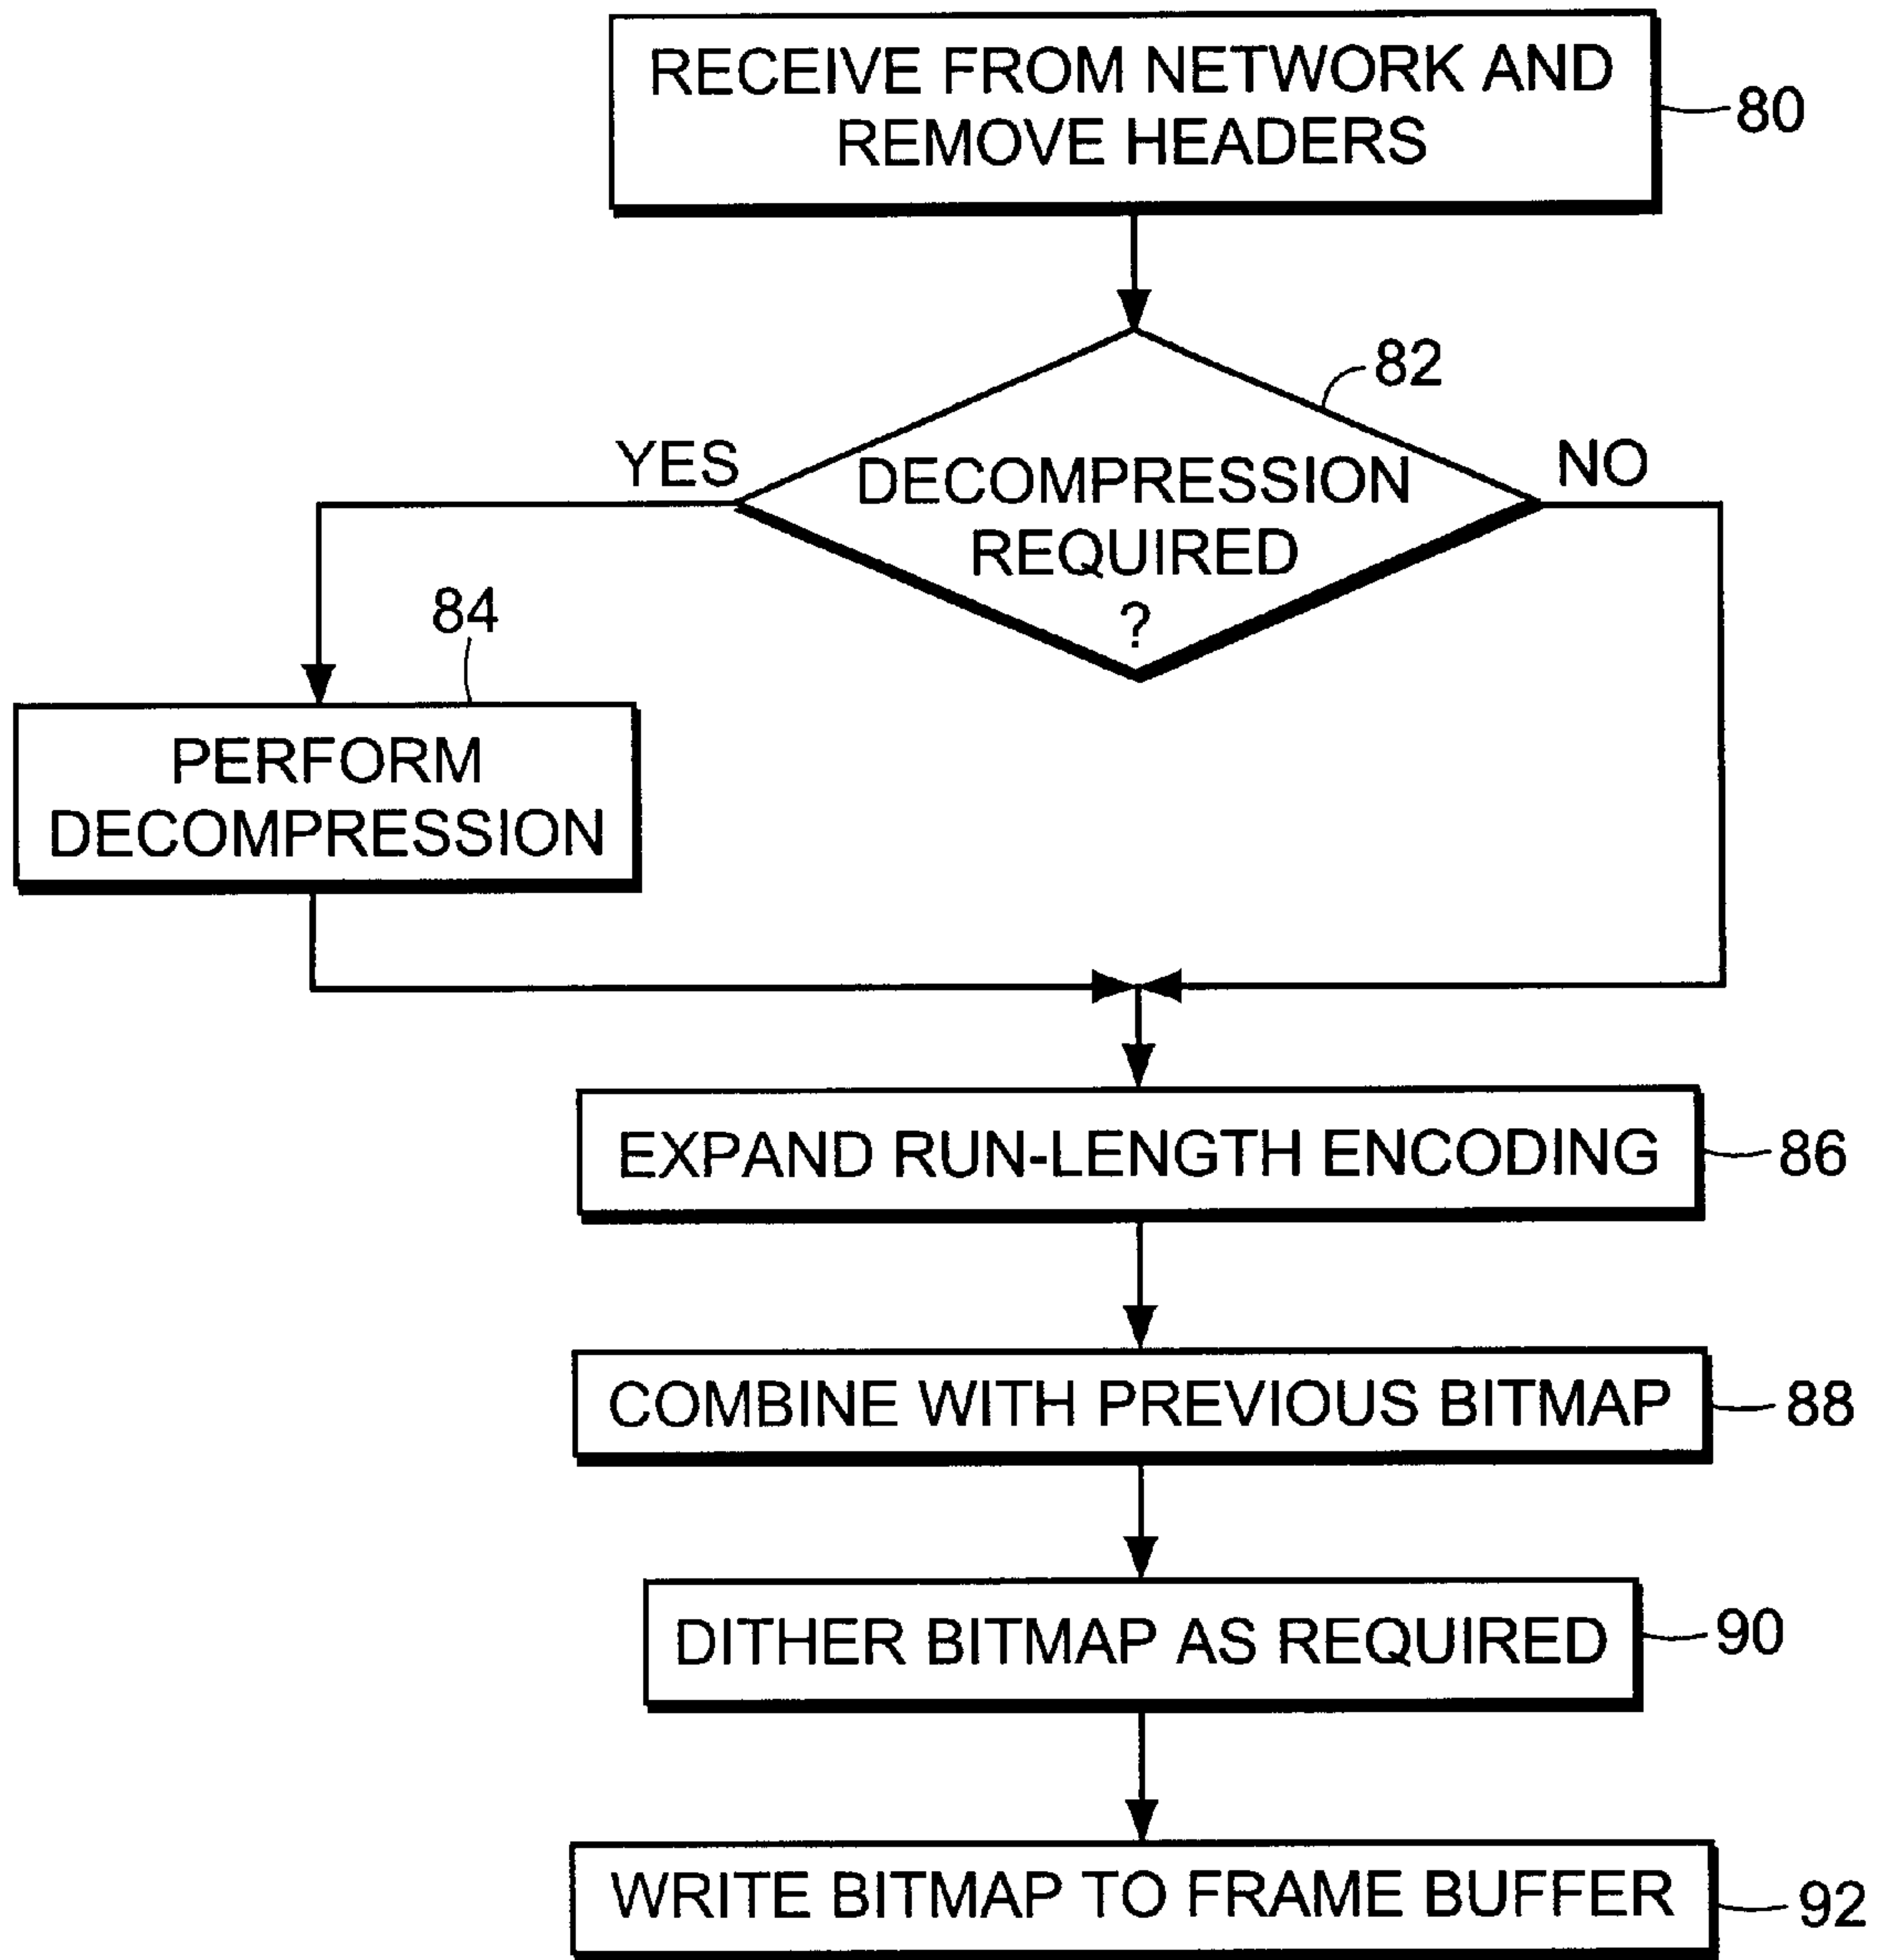 RECEIVE FROM NETWORK AND
REMOVE HEADERS
80
82
YES
DECOMPRESSION
REQUIRED
?
NO
84
PERFORM
DECOMPRESSION
EXPAND RUN-LENGTH ENCODING
86
COMBINE WITH PREVIOUS BITMAP
88
DITHER BITMAP AS REQUIRED
90
WRITE BITMAP TO FRAME BUFFER
92